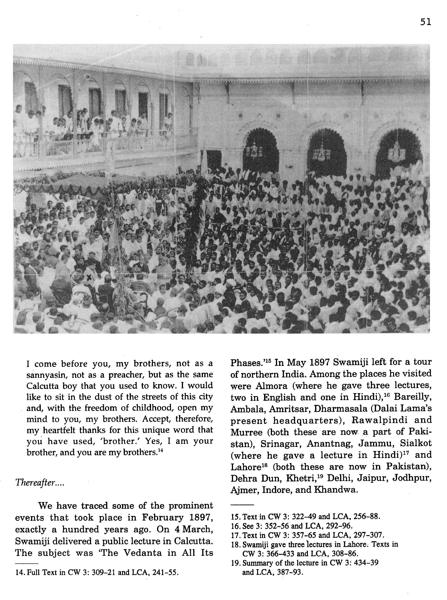 51
I come before you, my brothers, not as a
sannyasin, not as a preacher, but as the same
Calcutta boy that you used to know. I would
like to sit in the dust of the streets of this city
and, with the freedom of childhood, open my
mind to you, my brothers. Accept, therefore,
my heartfelt thanks for this unique word that
you have used, ‘brother.’ Yes, I am your
brother, and you are my brothers.¹⁴
Thereafter....
We have traced some of the prominent
events that took place in February 1897,
exactly a hundred years ago. On 4 March,
Swamiji delivered a public lecture in Calcutta.
The subject was ‘The Vedanta in All Its
14. Full Text in CW 3: 309–21 and LCA, 241–55.
Phases.’¹⁵ In May 1897 Swamiji left for a tour
of northern India. Among the places he visited
were Almora (where he gave three lectures,
two in English and one in Hindi),¹⁶ Bareilly,
Ambala, Amritsar, Dharmasala (Dalai Lama's
present headquarters), Rawalpindi and
Murree (both these are now a part of Paki-
stan), Srinagar, Anantnag, Jammu, Sialkot
(where he gave a lecture in Hindi)¹⁷ and
Lahore¹⁸ (both these are now in Pakistan),
Dehra Dun, Khetri,¹⁹ Delhi, Jaipur, Jodhpur,
Ajmer, Indore, and Khandwa.
15. Text in CW 3: 322–49 and LCA, 256–88.
16. See 3: 352–56 and LCA, 292–96.
17. Text in CW 3: 357–65 and LCA, 297–307.
18. Swamiji gave three lectures in Lahore. Texts in
CW 3: 366–433 and LCA, 308–86.
19. Summary of the lecture in CW 3: 434–39
and LCA, 387–93.